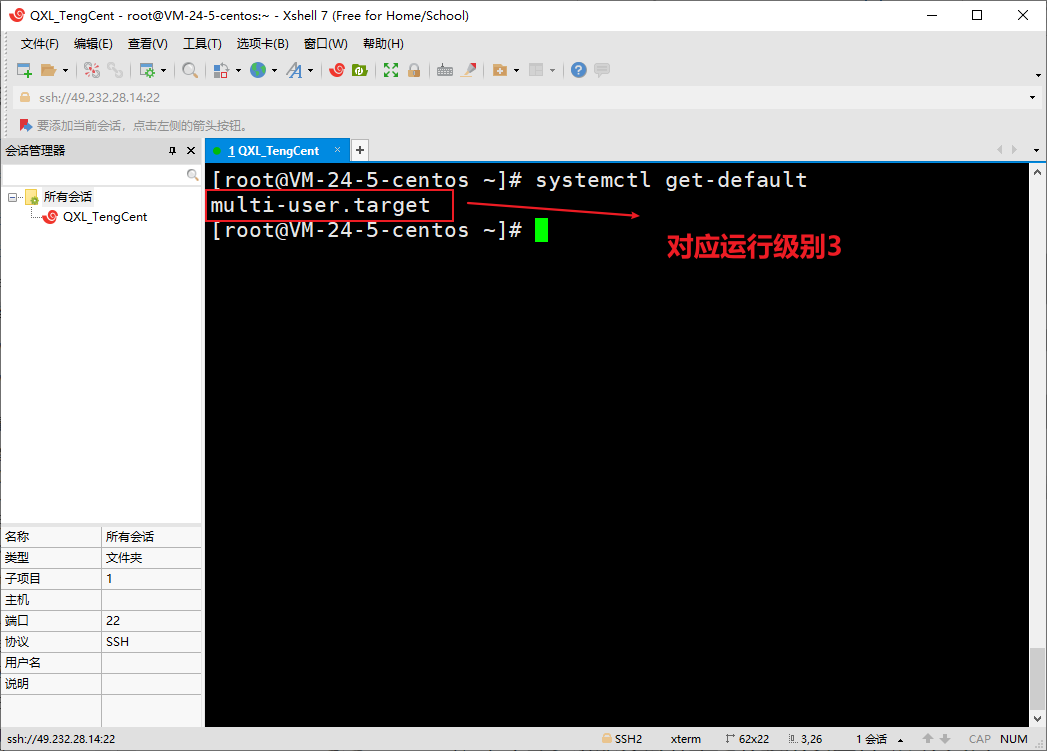 QXL_TengCent - root@VM-24-5-centos:~ - Xshell 7 (Free for Home/School)
文件(F) 编辑(E) 查看(V) 工具(T) 选项卡(B) 窗口(W) 帮助(H)
ssh://49.232.28.14:22
要添加当前会话，点击左侧的箭头按钮。
会话管理器
1 QXL_TengCent
所有会话
QXL_TengCent
[root@VM-24-5-centos ~]# systemctl get-default
multi-user.target
[root@VM-24-5-centos ~]#
对应运行级别3
名称 所有会话
类型 文件夹
子项目 1
主机
端口 22
协议 SSH
用户名
说明
ssh://49.232.28.14:22 SSH2 xterm 62x22 3,26 1 会话 CAP NUM